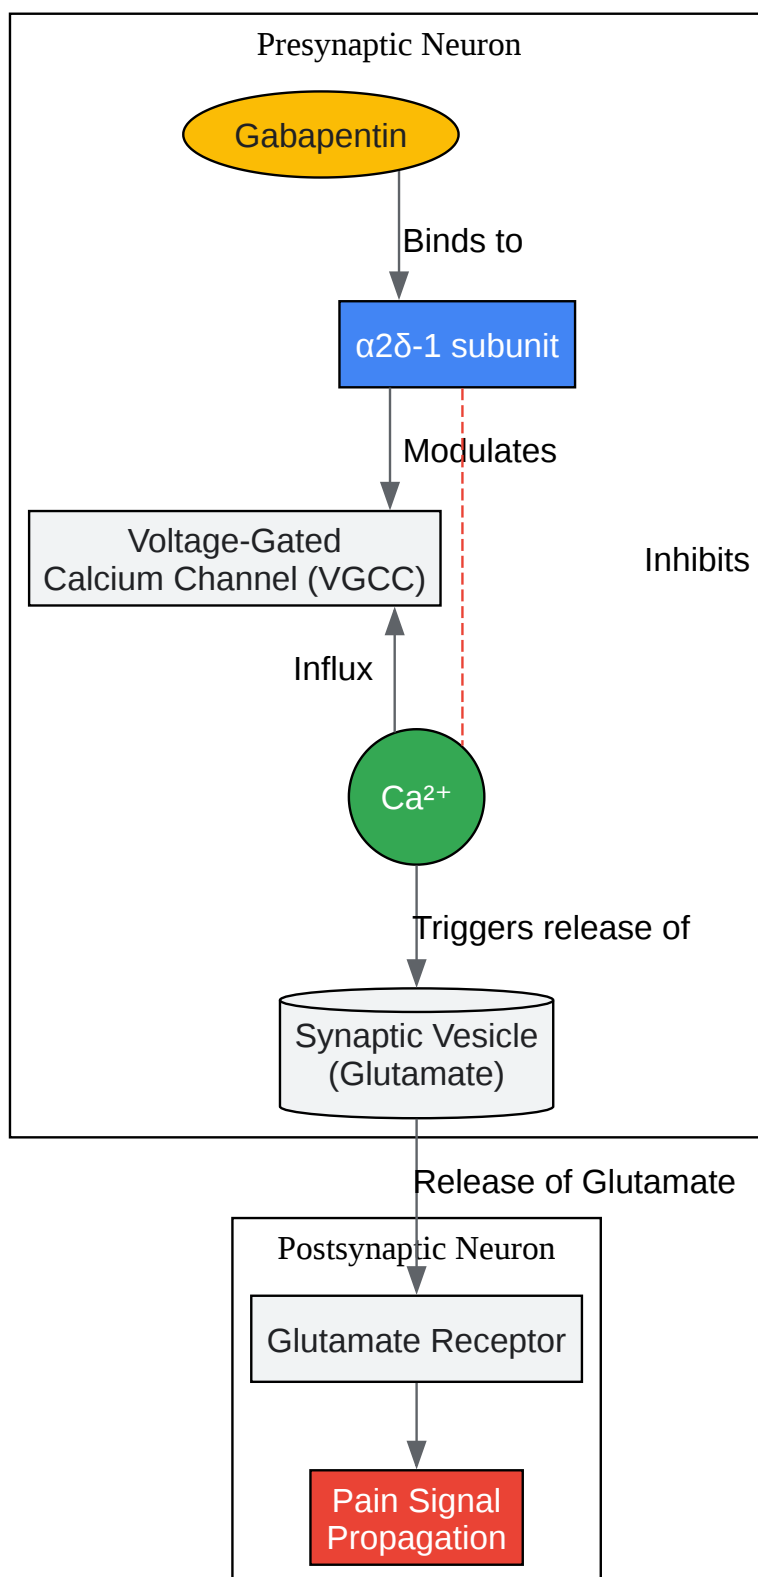 Presynaptic Neuron
Gabapentin
Binds to
α2δ-1 subunit
Modulates
Voltage-Gated
Calcium Channel (VGCC)
Inhibits
Influx
Ca²⁺
Triggers release of
Synaptic Vesicle
(Glutamate)
Release of Glutamate
Postsynaptic Neuron
Glutamate Receptor
Pain Signal
Propagation